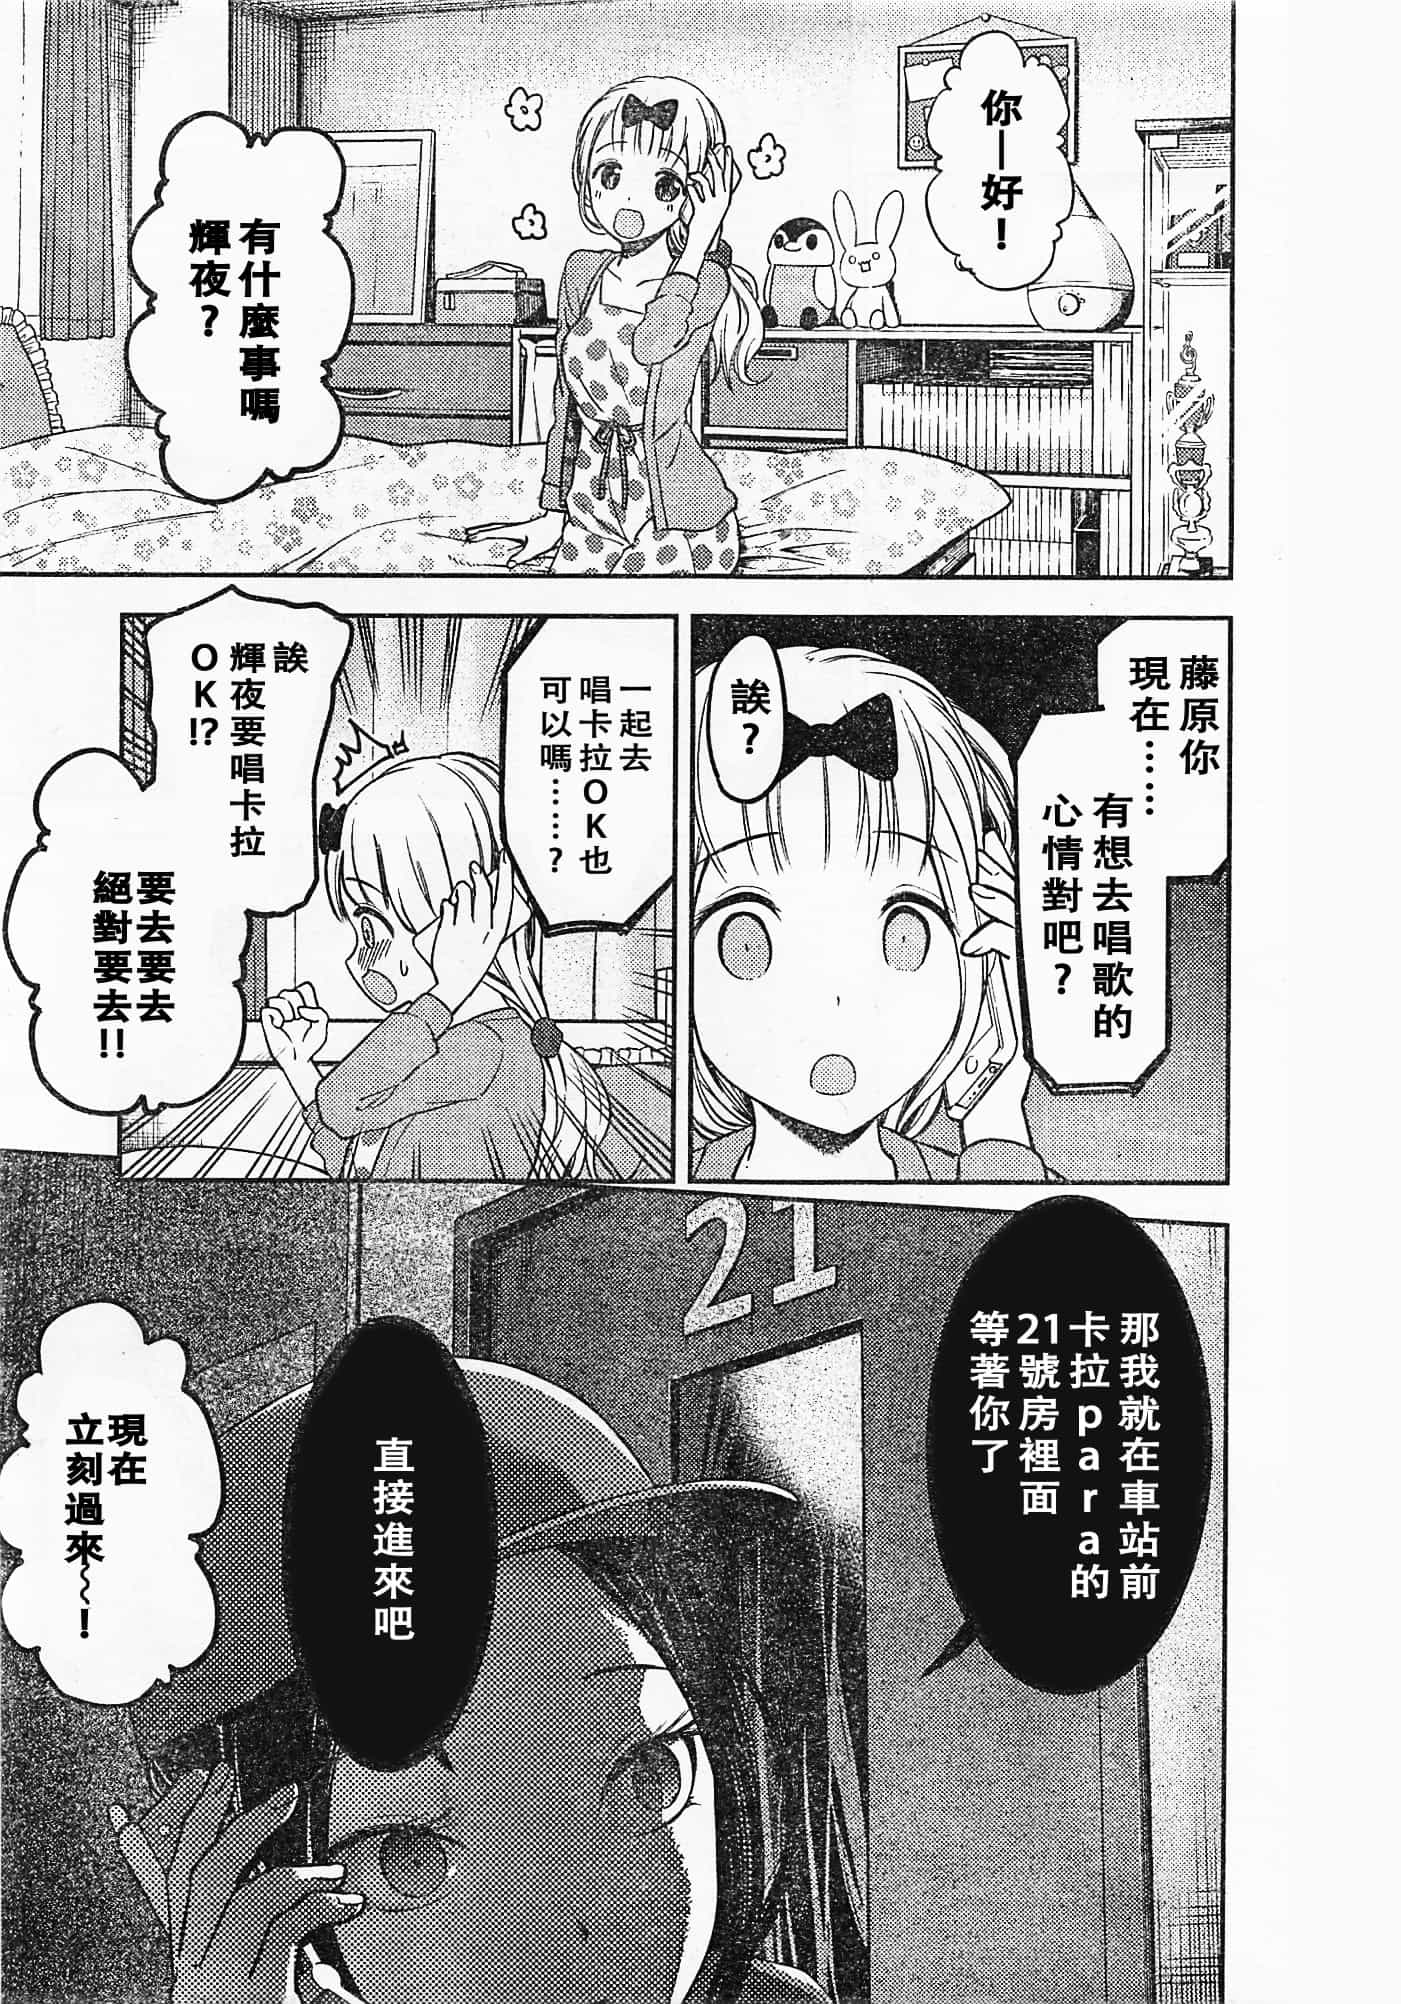 你—好！
有什麼事嗎
輝夜？
藤原你
現在……
有想去唱歌的
心情對吧？
誒？
一起去
唱卡拉OK也
可以嗎……？
誒
輝夜要唱卡拉
OK!?
要去要去
絕對要去!!
21
那我就在車站前
卡拉para的
21號房裡面
等著你了
直接進來吧
現在
立刻過來～～！